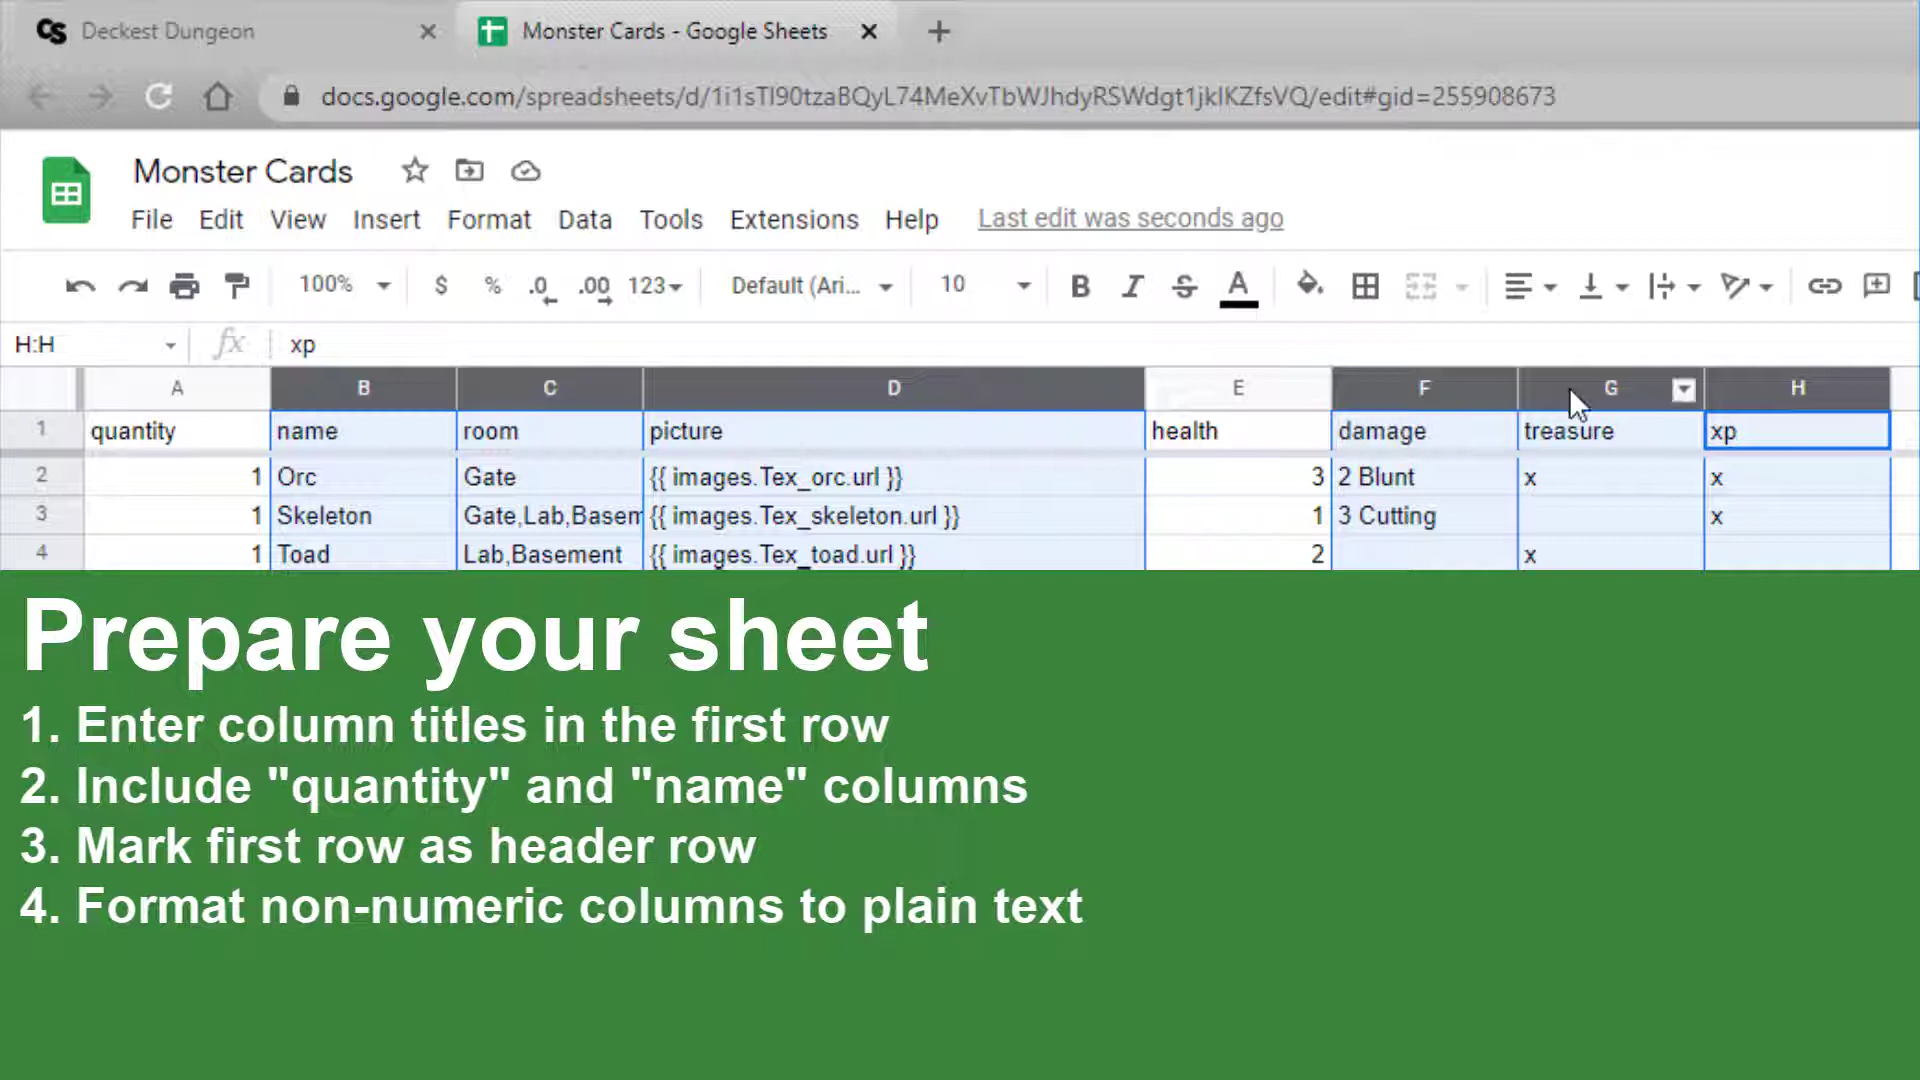 Deckest Dungeon
Monster Cards - Google Sheets
docs.google.com/spreadsheets/d/1i1sTl90tzaBQyL74MeXvTbWJhdyRSWdgt1jklKZfsVQ/edit#gid=255908673
Monster Cards
File Edit View Insert Format Data Tools Extensions Help Last edit was seconds ago
100% $ % .0 .00 123 Default (Ari... 10 B I S A
H:H fx xp
A B C D E F G H
1 quantity name room picture health damage treasure xp
2 1 Orc Gate {{ images.Tex_orc.url }} 3 2 Blunt x x
3 1 Skeleton Gate,Lab,Basem {{ images.Tex_skeleton.url }} 1 3 Cutting x
4 1 Toad Lab,Basement {{ images.Tex_toad.url }} 2 x
Prepare your sheet
1. Enter column titles in the first row
2. Include "quantity" and "name" columns
3. Mark first row as header row
4. Format non-numeric columns to plain text